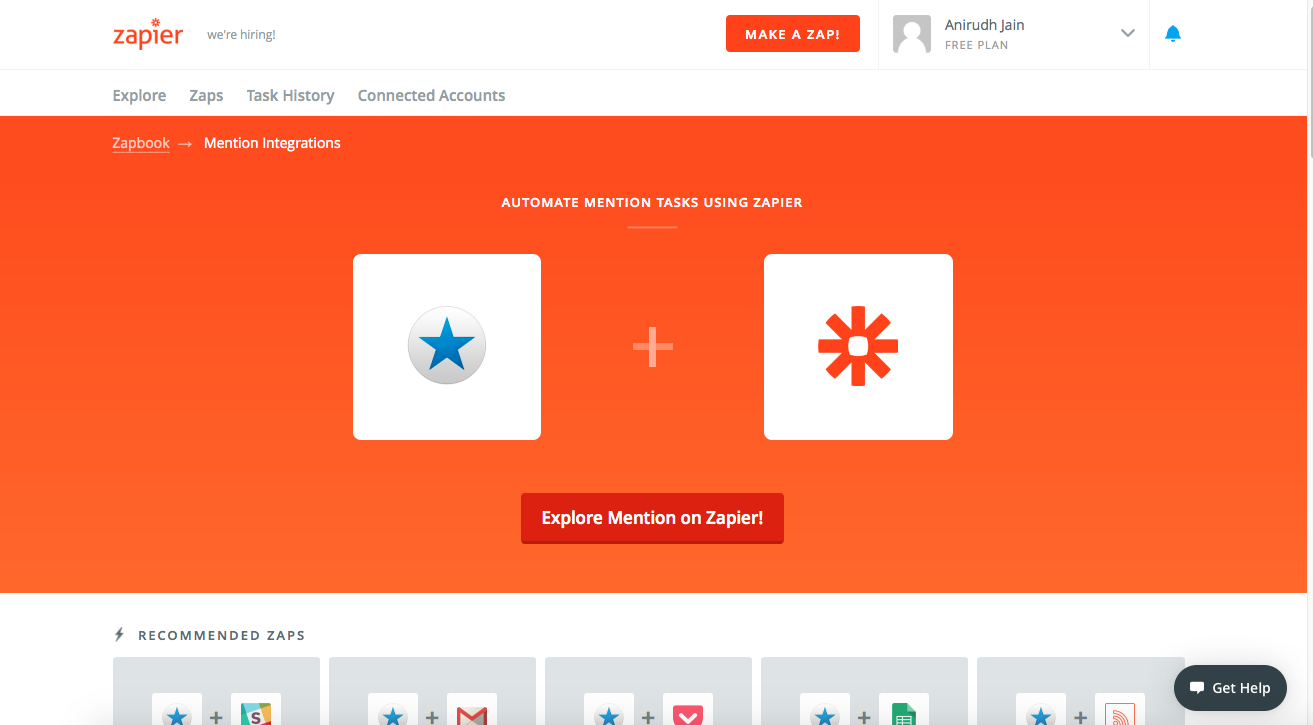 zapier
we're hiring!
MAKE A ZAP!
Anirudh Jain
FREE PLAN
Explore
Zaps
Task History
Connected Accounts
Zapbook → Mention Integrations
AUTOMATE MENTION TASKS USING ZAPIER
Explore Mention on Zapier!
RECOMMENDED ZAPS
S
Get Help